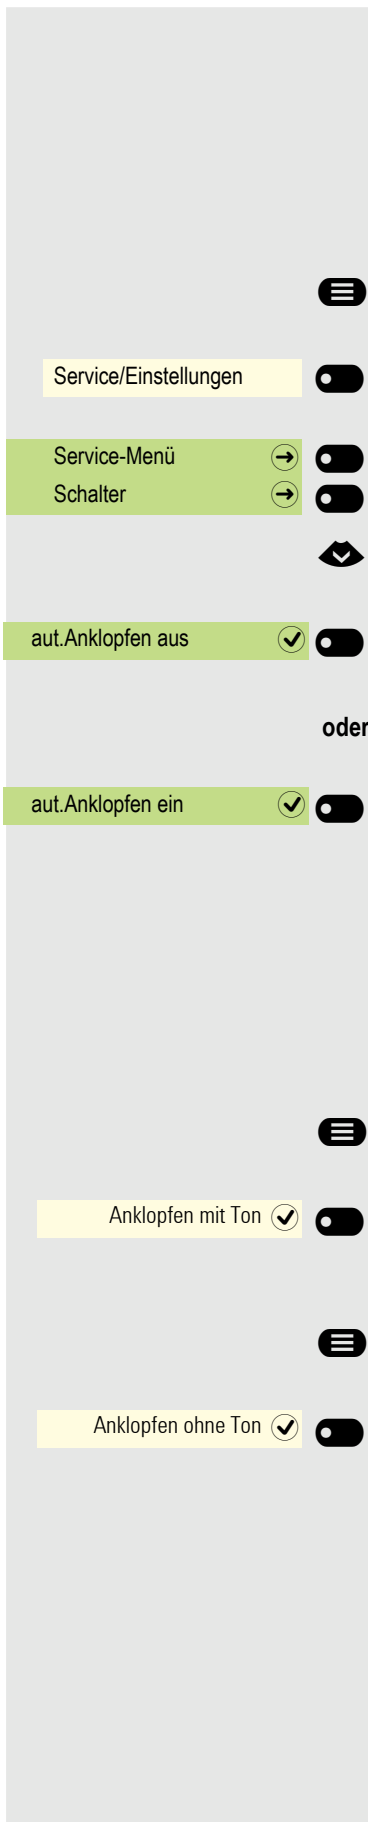 Service/Einstellungen
Service-Menü
Schalter
aut.Anklopfen aus
oder
aut.Anklopfen ein
Anklopfen mit Ton
Anklopfen ohne Ton